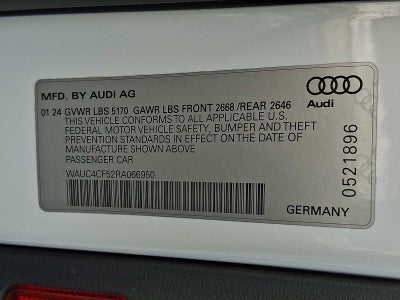 MFD. BY AUDI AG
01 24 GVWR LBS 5170 GAWR LBS FRONT 2668 /REAR 2646
THIS VEHICLE CONFORMS TO ALL APPLICABLE U.S.
FEDERAL MOTOR VEHICLE SAFETY, BUMPER AND THEFT
PREVENTION STANDARDS IN EFFECT ON THE DATE OF
MANUFACTURE SHOWN ABOVE.
PASSENGER CAR
WAUC4CF52RA066950
GERMANY
Audi
0521896